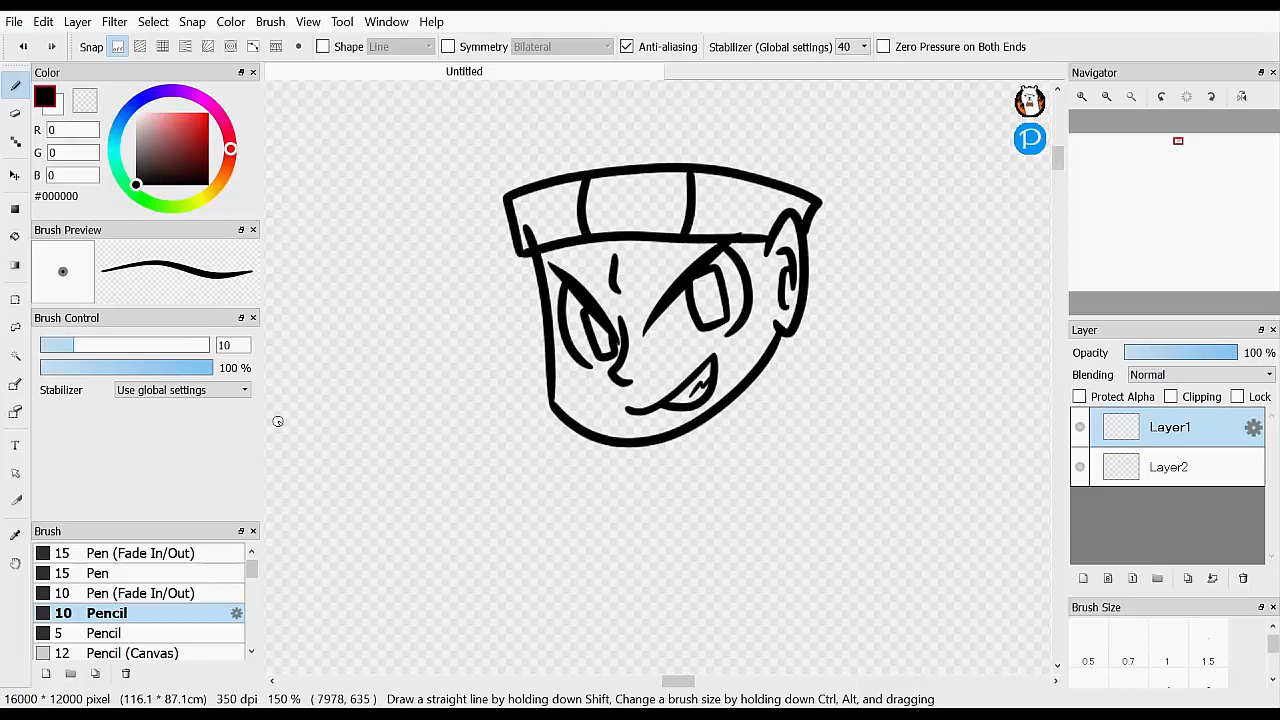 File Edit Layer Filter Select Snap Color Brush View Tool Window Help
Snap off Shape Line Symmetry Bilateral Anti-aliasing Stabilizer (Global settings) 40 Zero Pressure on Both Ends
Color
Untitled
Navigator
R 0
G 0
B 0
#000000
Brush Preview
Brush Control
10
100 %
Stabilizer Use global settings
Layer
Opacity 100 %
Blending Normal
Protect Alpha Clipping Lock
Layer1
Layer2
Brush
15 Pen (Fade In/Out)
15 Pen
10 Pen (Fade In/Out)
10 Pencil
5 Pencil
12 Pencil (Canvas)
Brush Size
0.5 0.7 1 1.5
16000 * 12000 pixel (116.1 * 87.1cm) 350 dpi 150 % ( 7978, 635 ) Draw a straight line by holding down Shift, Change a brush size by holding down Ctrl, Alt, and dragging